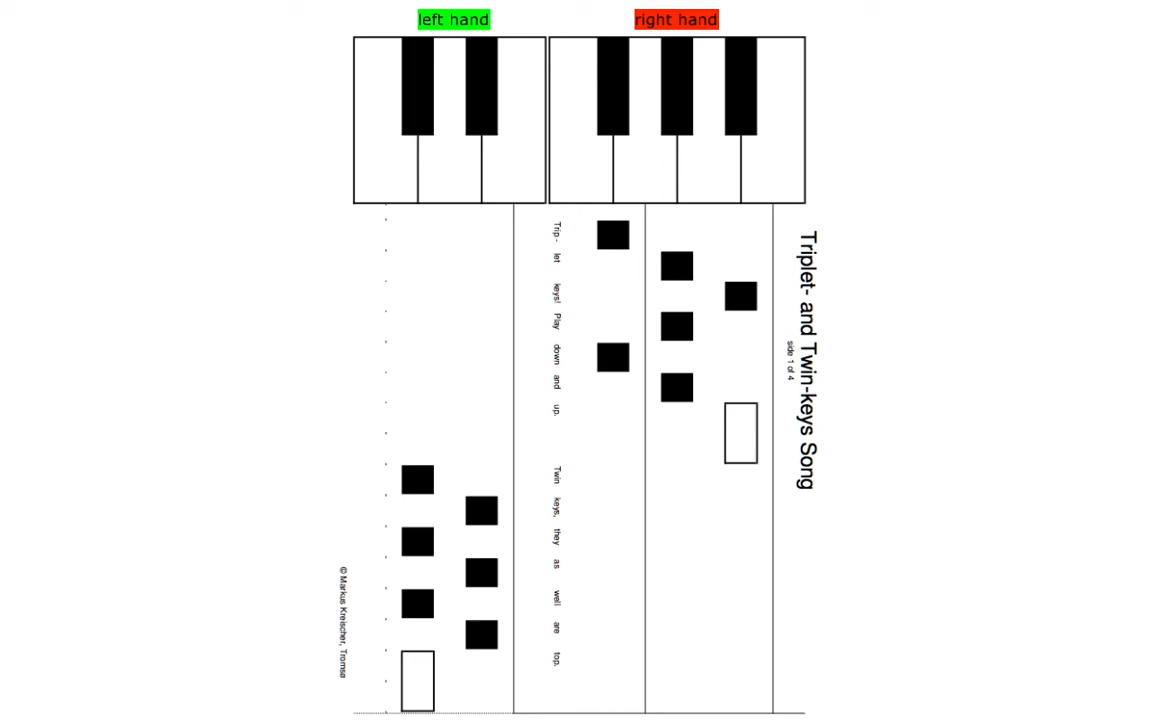 left hand
right hand
Triplet- and Twin-keys Song
side 1 of 4
Trip- let keys! Play down and up. Twin keys, they as well are top.
© Markus Kreischer, Tromsø